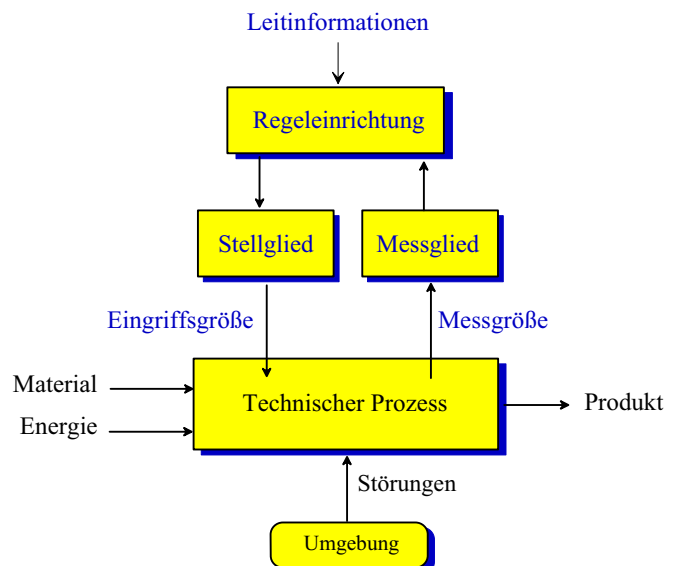 Leitinformationen
Regeleinrichtung
Stellglied
Messglied
Eingriffsgröße
Messgröße
Material
Technischer Prozess
Produkt
Energie
Störungen
Umgebung